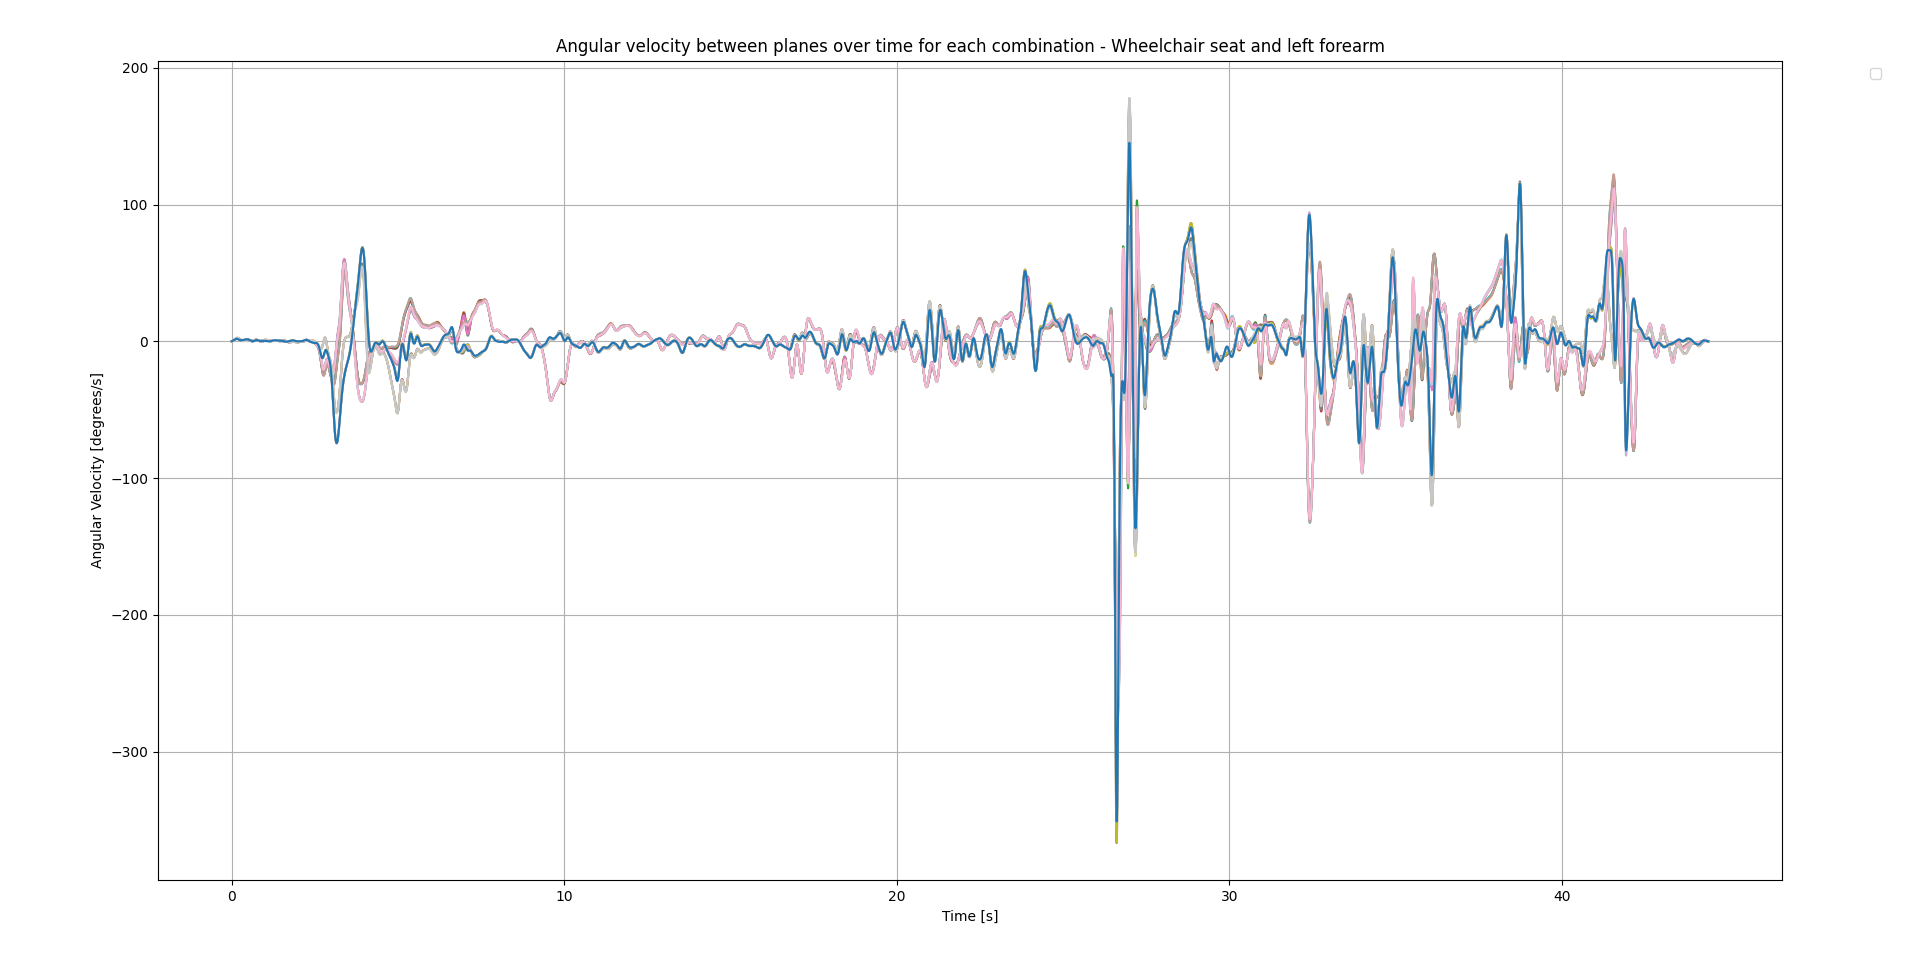 Angular velocity between planes over time for each combination - Wheelchair seat and left forearm
200
100
0
−100
−200
−300
Angular Velocity [degrees/s]
0 10 20 30 40
Time [s]